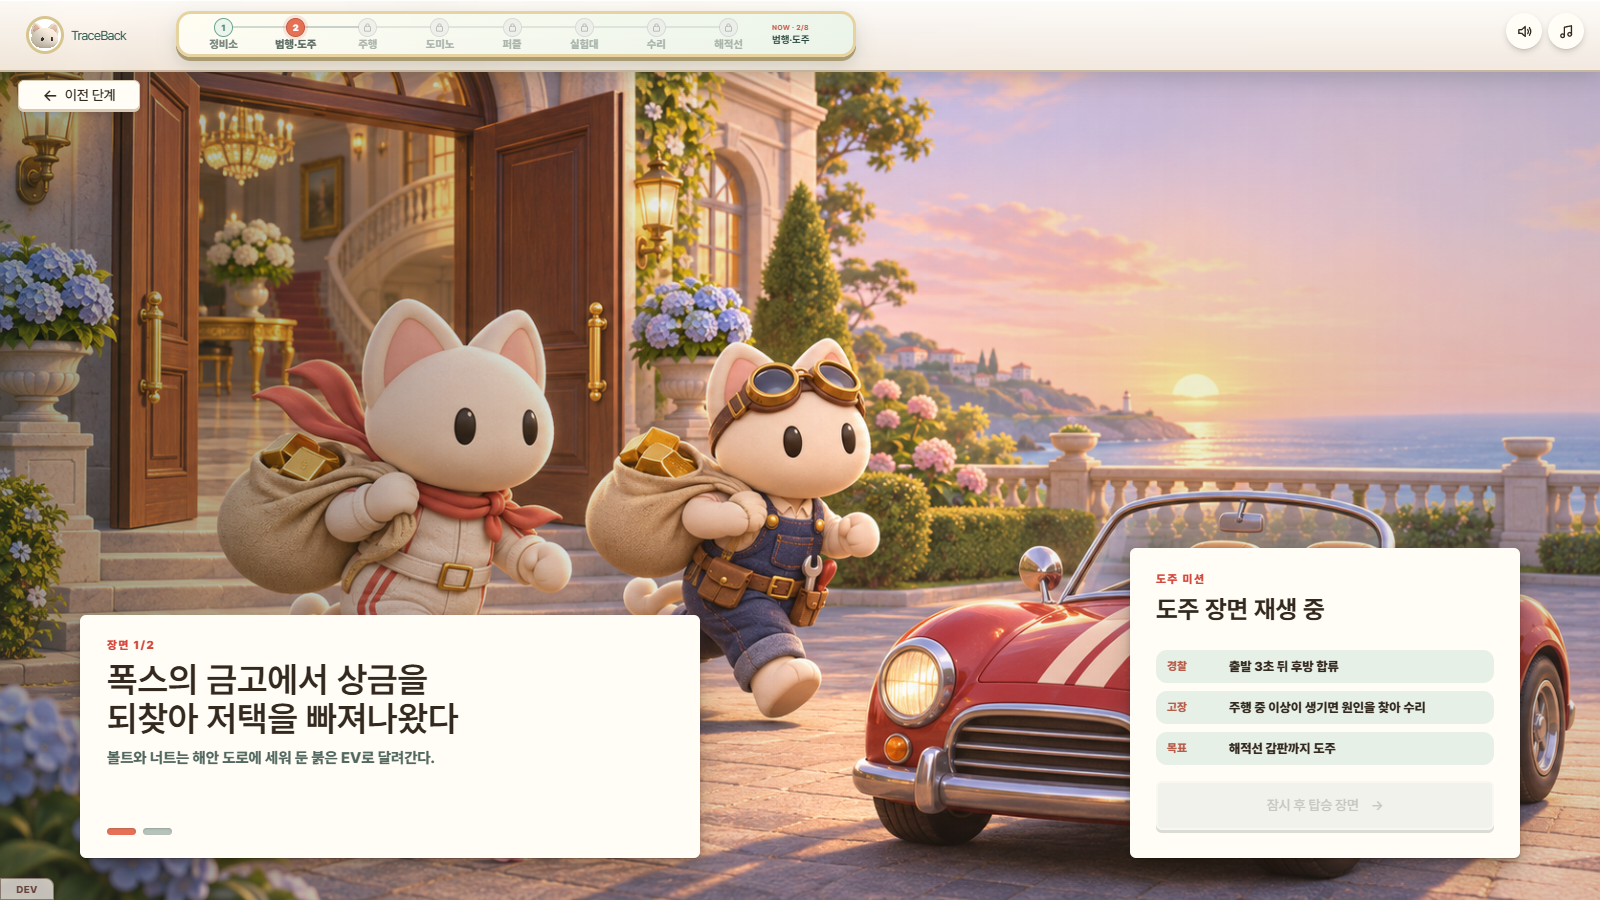 TraceBack
1
정비소
2
범행·도주
주행
도미노
퍼즐
실험대
수리
해적선
NOW · 2/8
범행·도주
← 이전 단계
장면 1/2
폭스의 금고에서 상금을
되찾아 저택을 빠져나왔다
볼트와 너트는 해안 도로에 세워 둔 붉은 EV로 달려간다.
도주 미션
도주 장면 재생 중
경찰 출발 3초 뒤 후방 합류
고장 주행 중 이상이 생기면 원인을 찾아 수리
목표 해적선 갑판까지 도주
잠시 후 탑승 장면 →
DEV